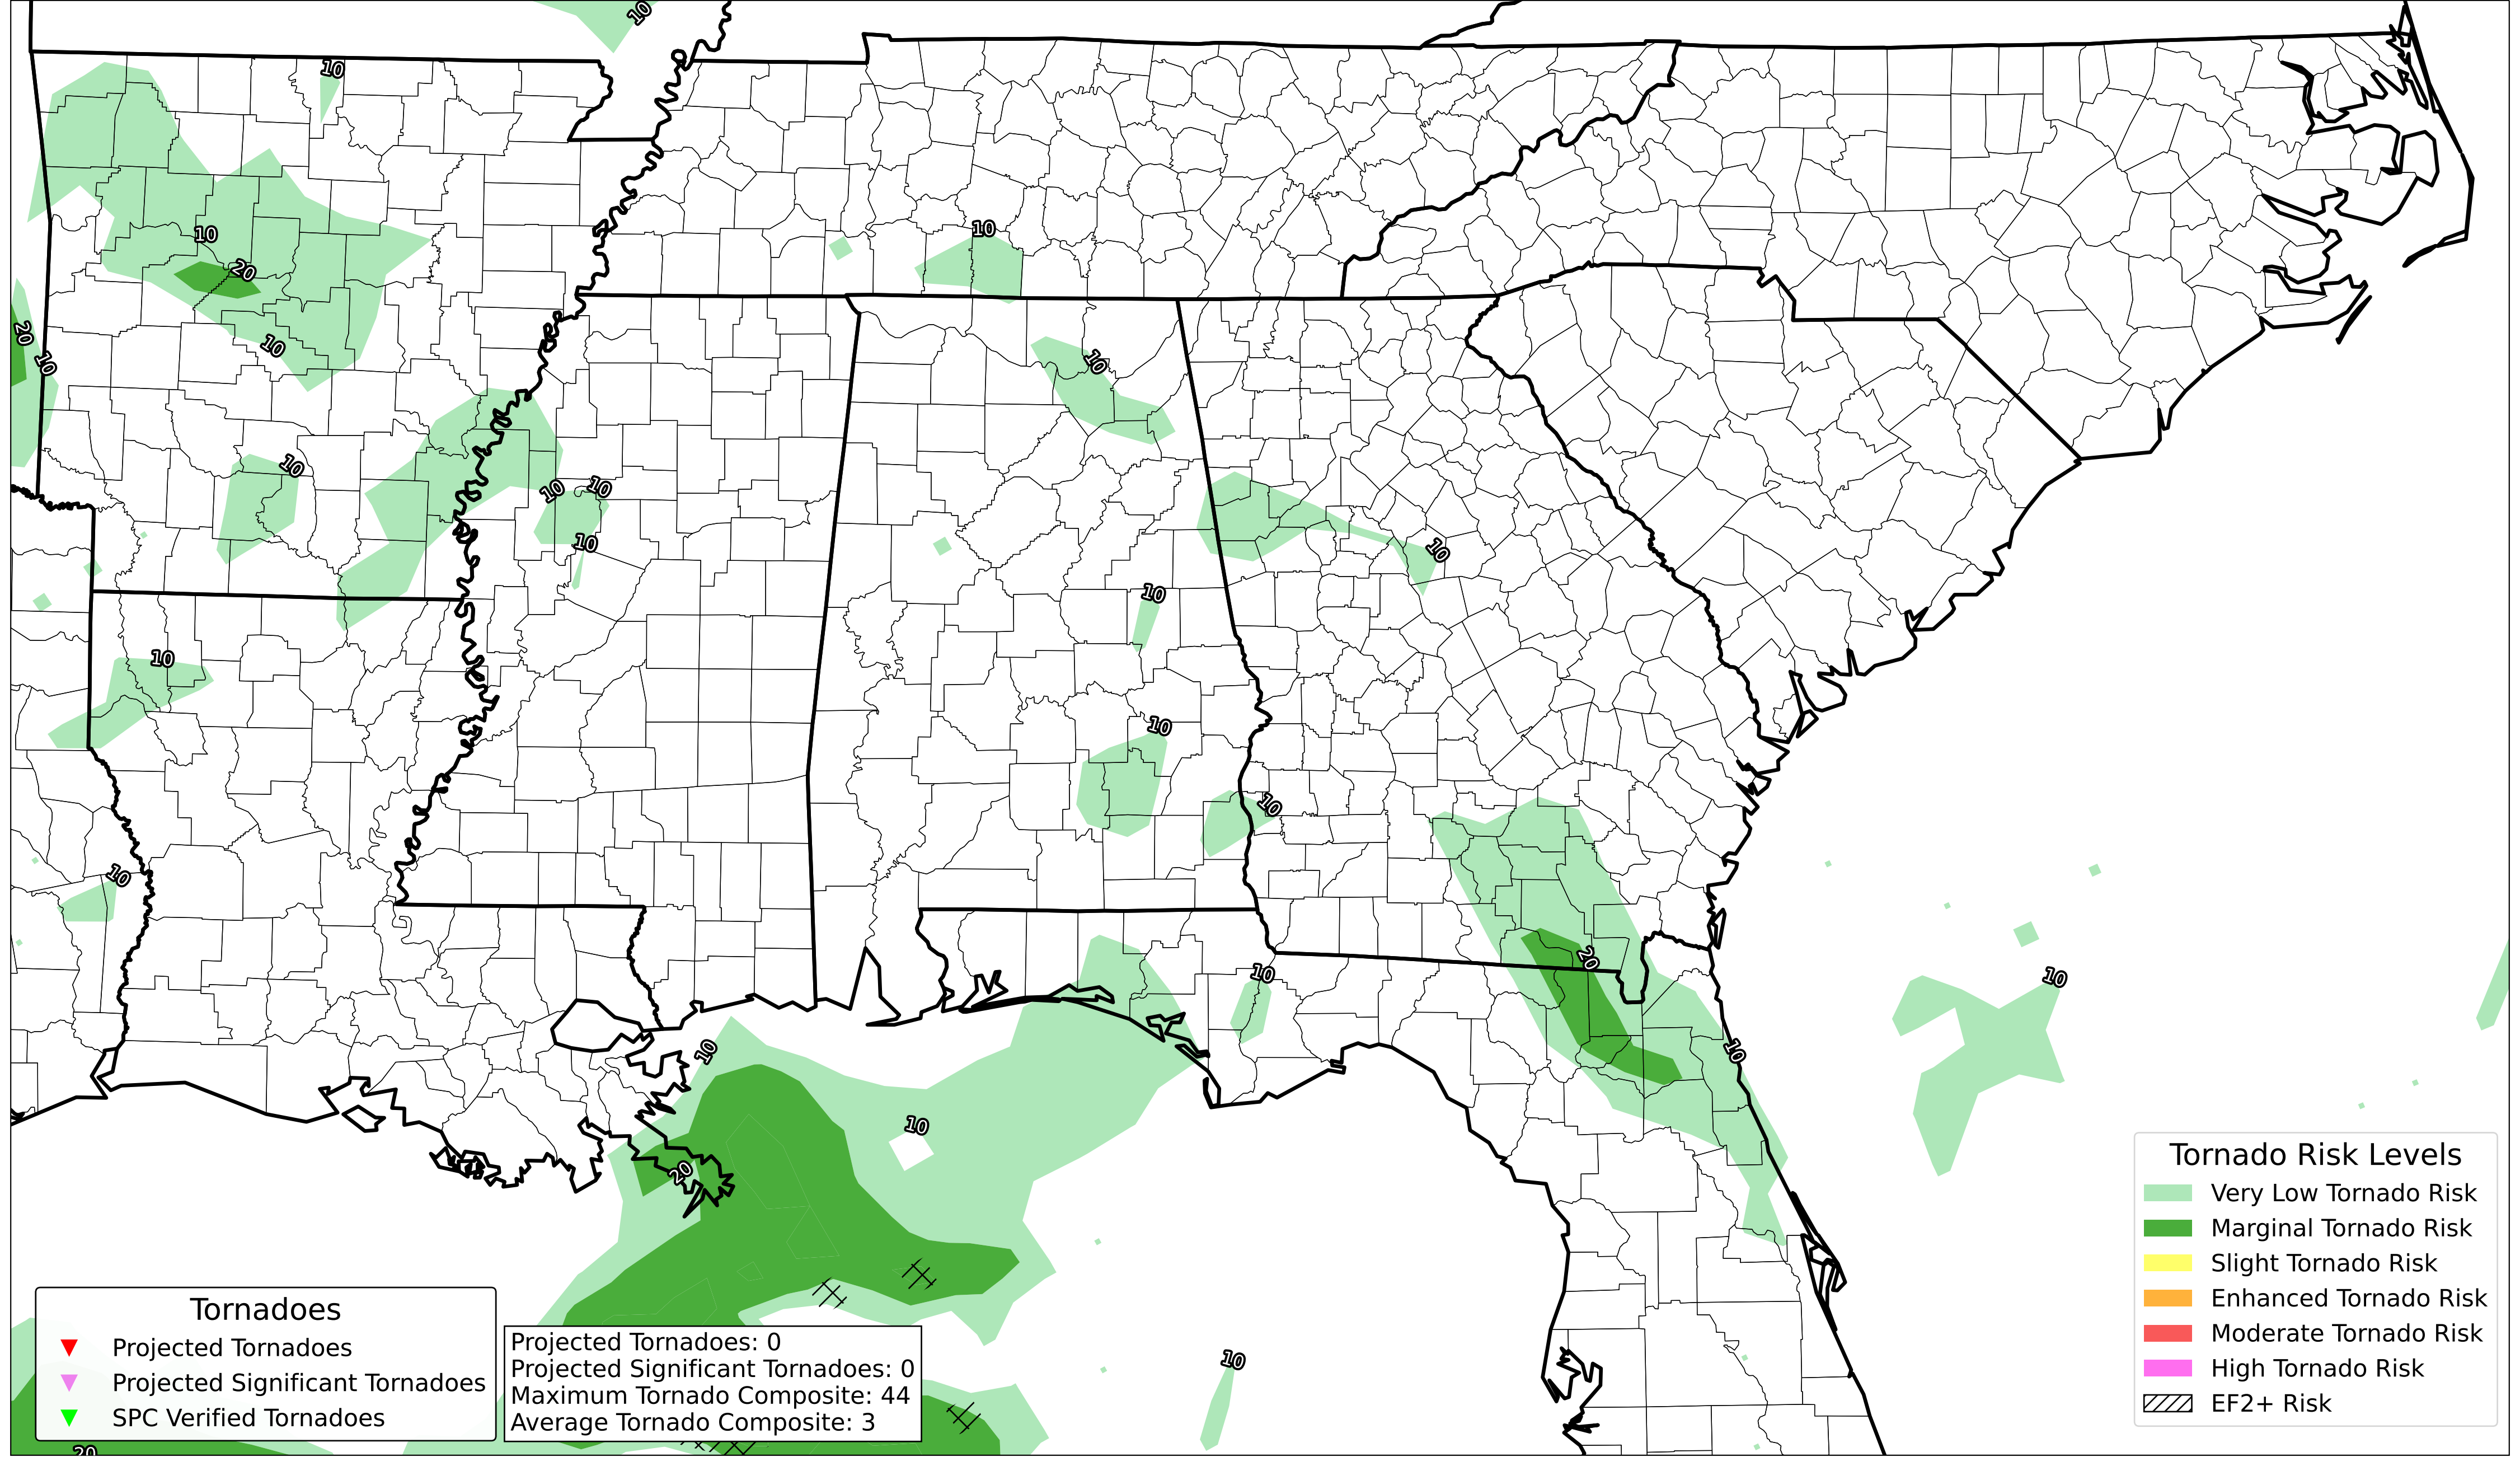 10
10
10
20
10
10
20
10
10
10
10
10
10
10
10
10
10
10
10
10
20
10
10
10
10
10
20
10
20
Tornado Risk Levels
Very Low Tornado Risk
Marginal Tornado Risk
Slight Tornado Risk
Enhanced Tornado Risk
Moderate Tornado Risk
High Tornado Risk
EF2+ Risk
Tornadoes
Projected Tornadoes
Projected Significant Tornadoes
SPC Verified Tornadoes
Projected Tornadoes: 0
Projected Significant Tornadoes: 0
Maximum Tornado Composite: 44
Average Tornado Composite: 3